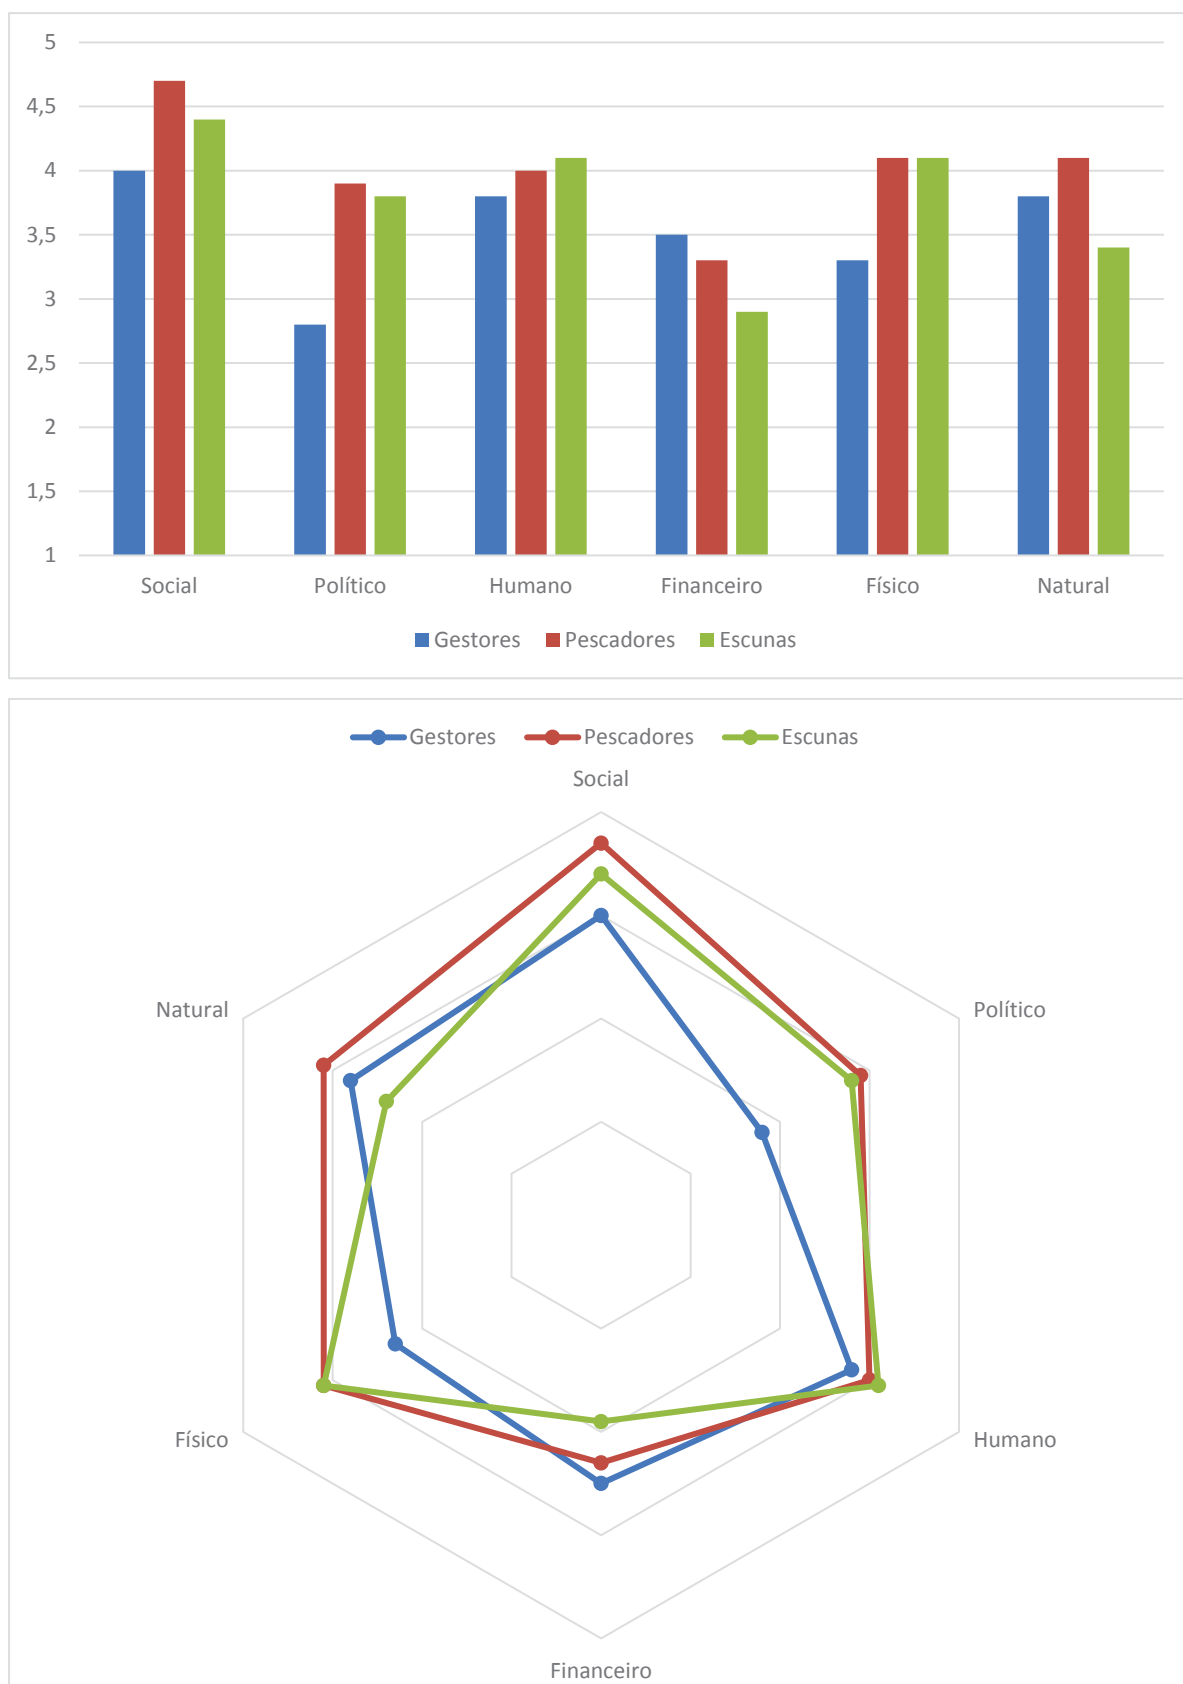 5
4,5
4
3,5
3
2,5
2
1,5
1
Social Político Humano Financeiro Físico Natural
Gestores Pescadores Escunas
Gestores Pescadores Escunas
Social
Natural Político
Físico Humano
Financeiro